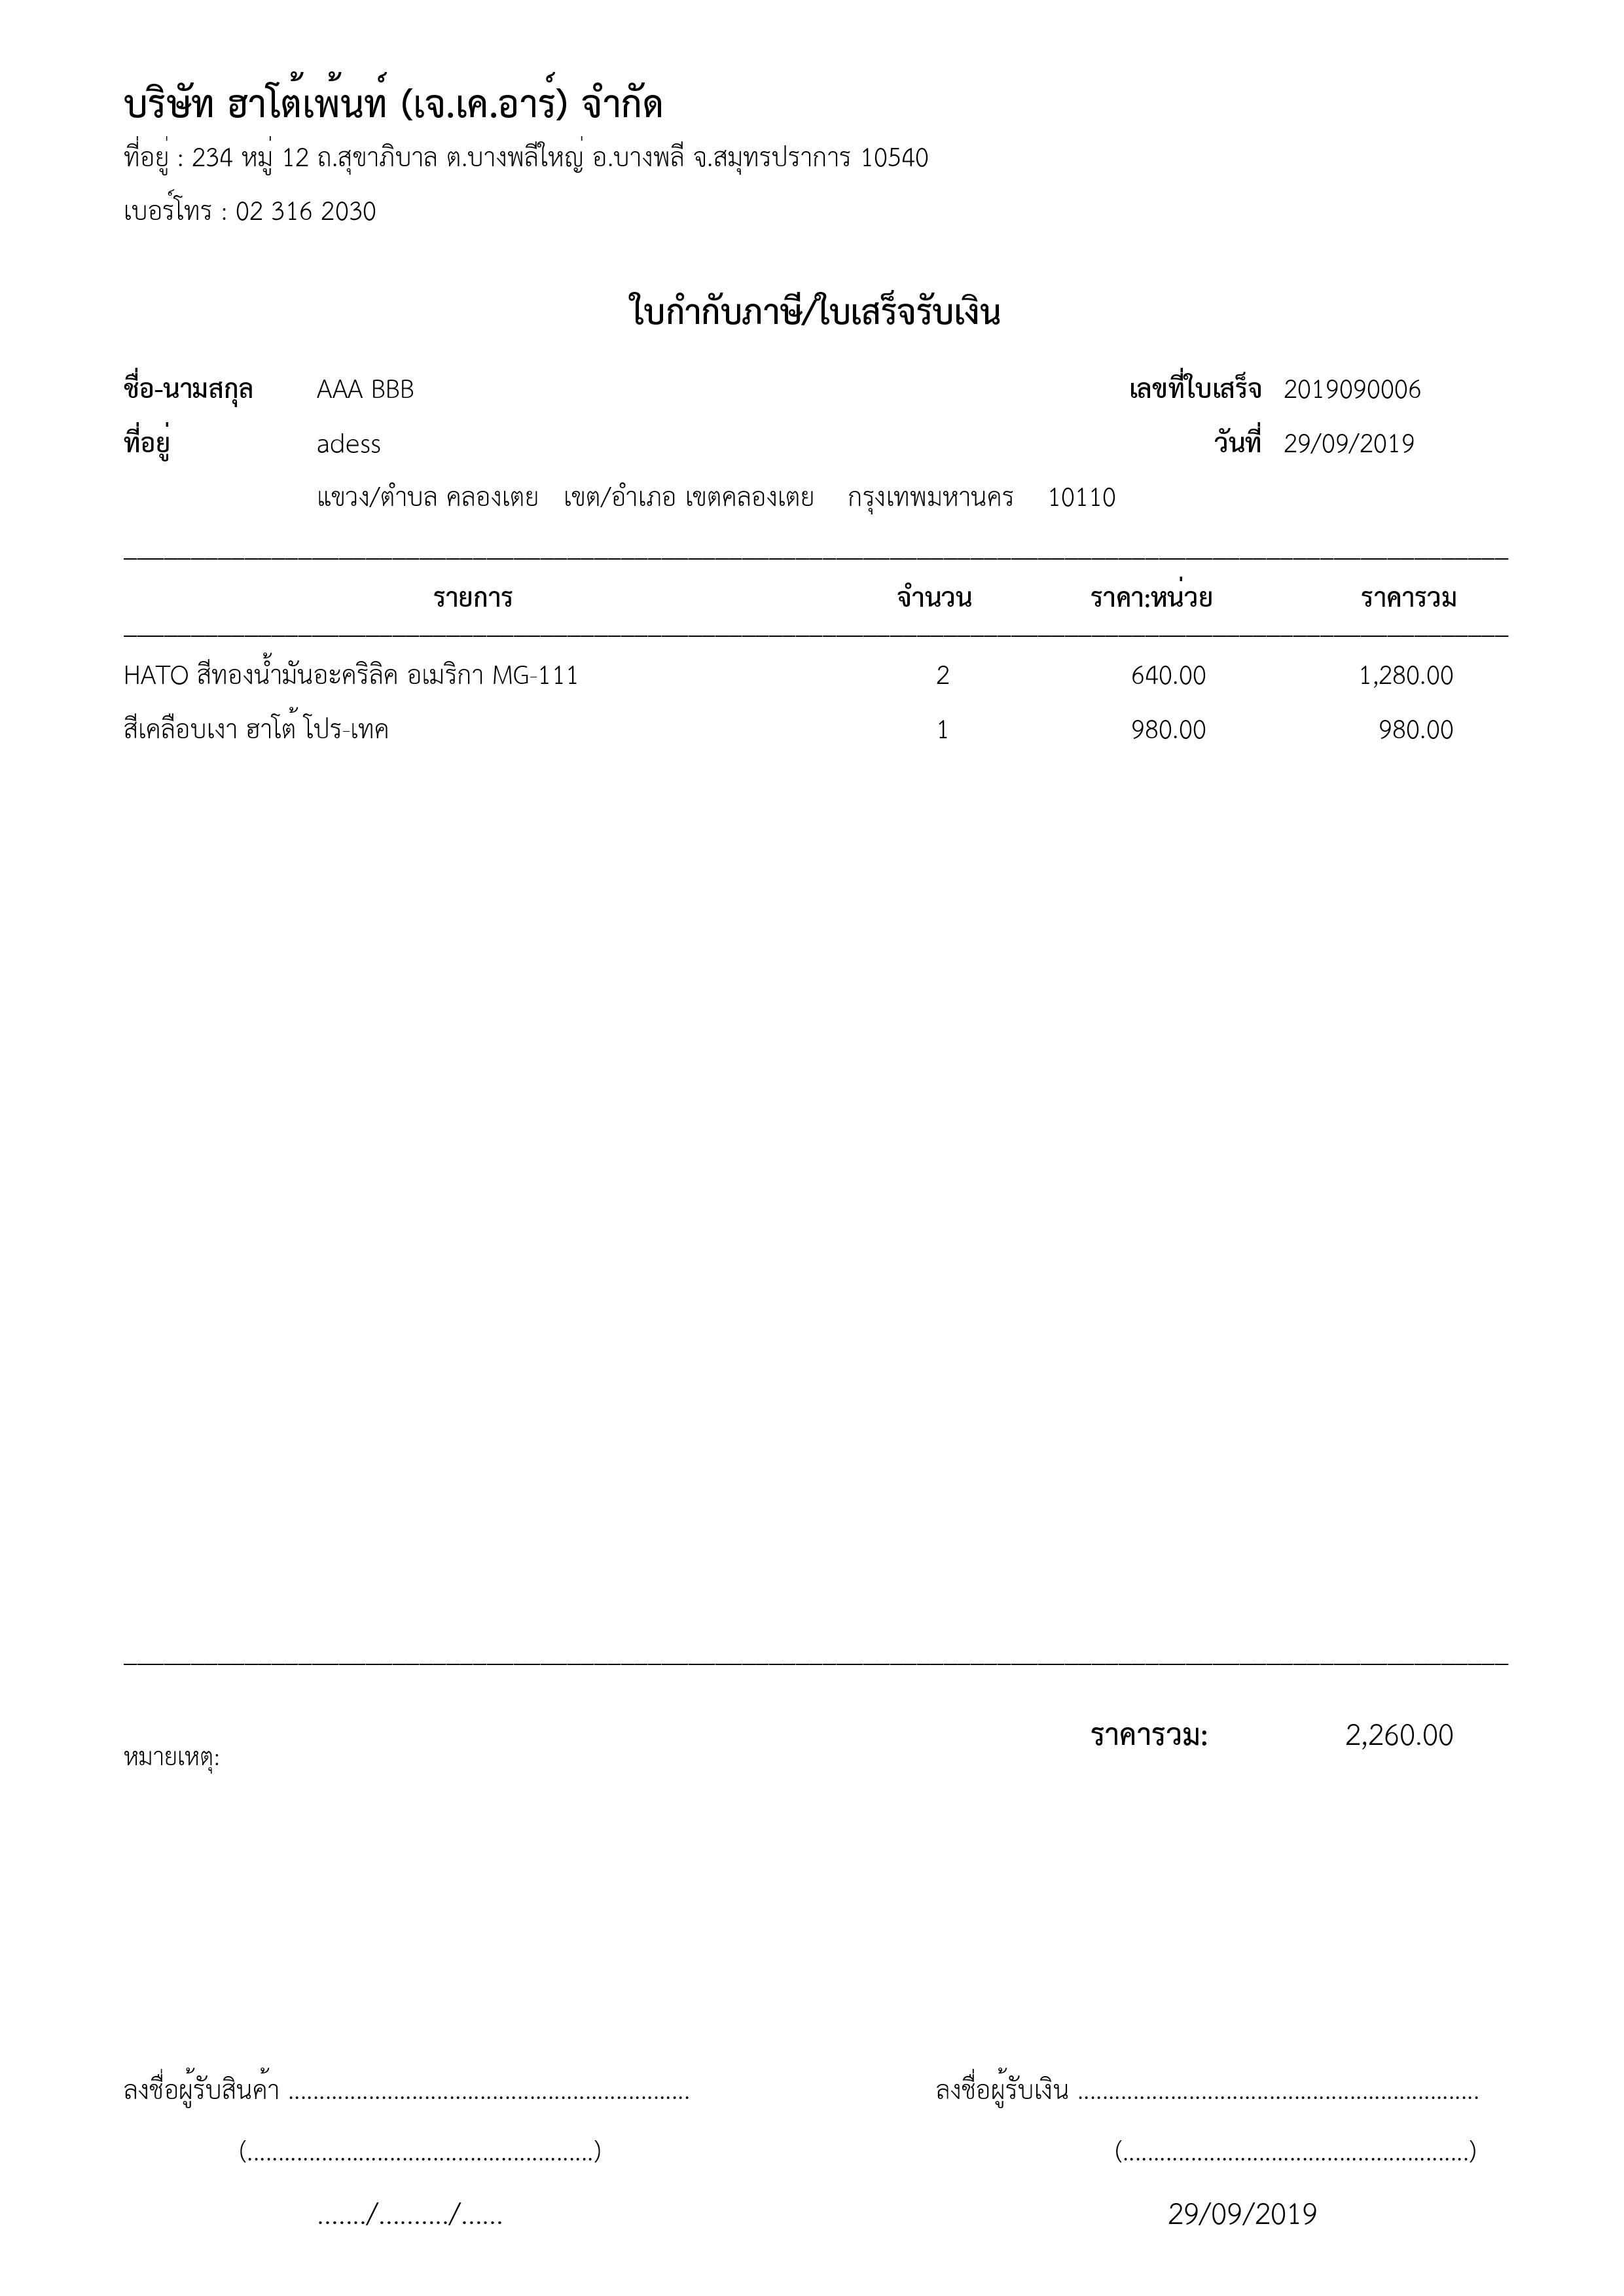 บริษัท ฮาโต้เพ้นท์ (เจ.เค.อาร์) จำกัด
ที่อยู่ : 234 หมู่ 12 ถ.สุขาภิบาล ต.บางพลีใหญ่ อ.บางพลี จ.สมุทรปราการ 10540
เบอร์โทร : 02 316 2030
ใบกำกับภาษี/ใบเสร็จรับเงิน
ชื่อ-นามสกุล AAA BBB เลขที่ใบเสร็จ 2019090006
ที่อยู่ adess วันที่ 29/09/2019
แขวง/ตำบล คลองเตย เขต/อำเภอ เขตคลองเตย กรุงเทพมหานคร 10110
รายการ จำนวน ราคา:หน่วย ราคารวม
HATO สีทองน้ำมันอะคริลิค อเมริกา MG-111 2 640.00 1,280.00
สีเคลือบเงา ฮาโต้ โปร-เทค 1 980.00 980.00
ราคารวม: 2,260.00
หมายเหตุ:
ลงชื่อผู้รับสินค้า ................................................................. ลงชื่อผู้รับเงิน .................................................................
(........................................................) (........................................................)
......./........../...... 29/09/2019